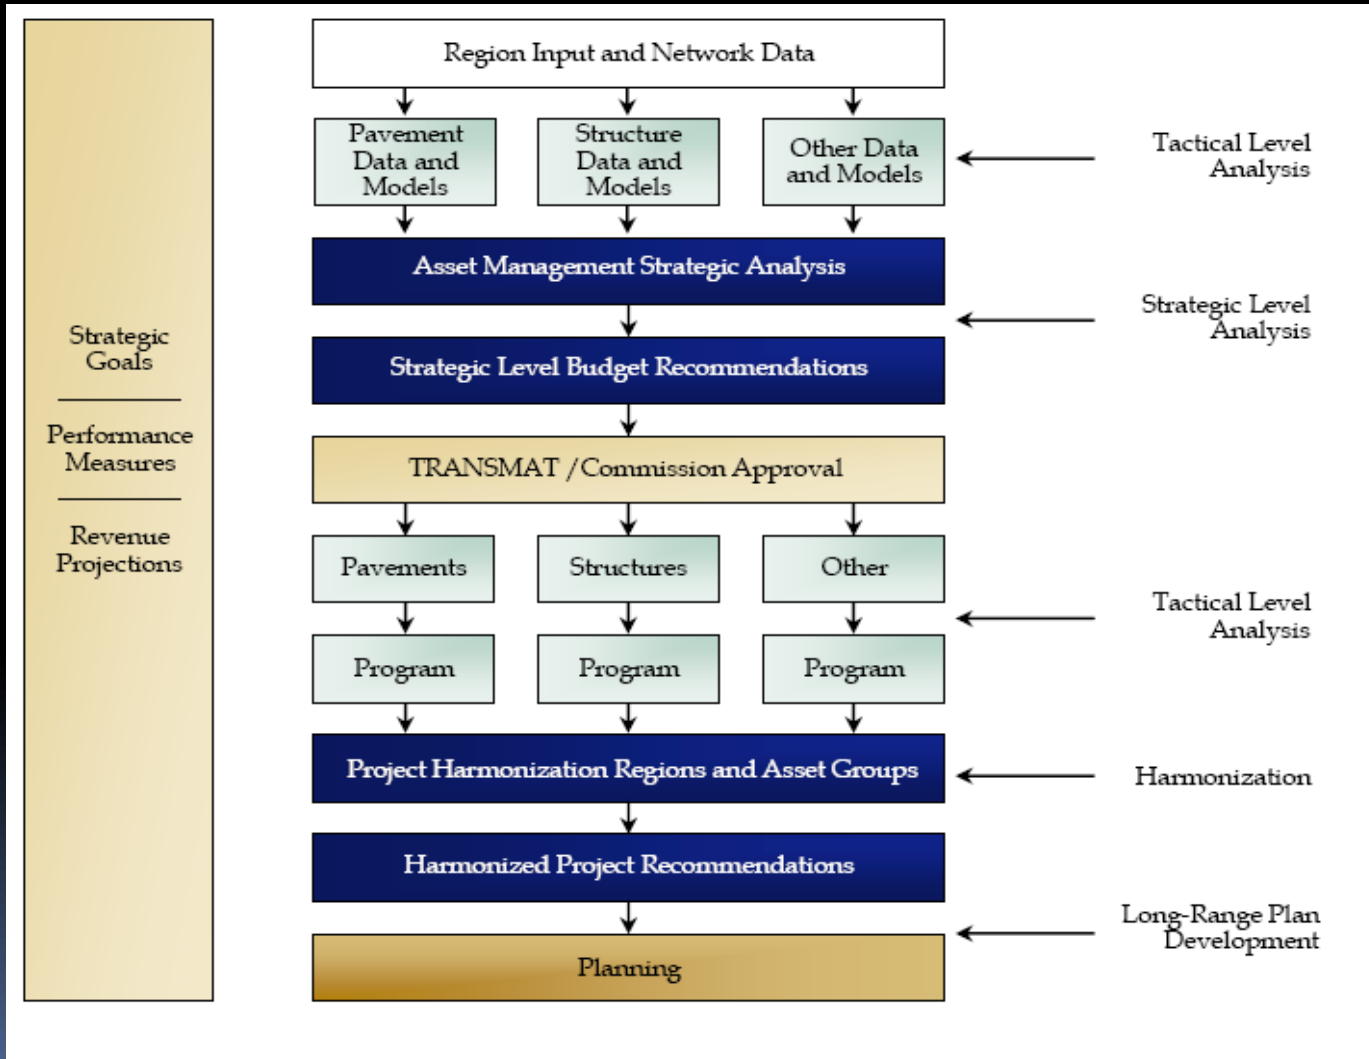 Region Input and Network Data
Pavement
Data and
Models
Structure
Data and
Models
Other Data
and Models
Tactical Level
Analysis
Asset Management Strategic Analysis
Strategic Level
Analysis
Strategic Level Budget Recommendations
Strategic
Goals
Performance
Measures
Revenue
Projections
TRANSMAT /Commission Approval
Pavements
Structures
Other
Tactical Level
Analysis
Program
Program
Program
Project Harmonization Regions and Asset Groups
Harmonization
Harmonized Project Recommendations
Long-Range Plan
Development
Planning